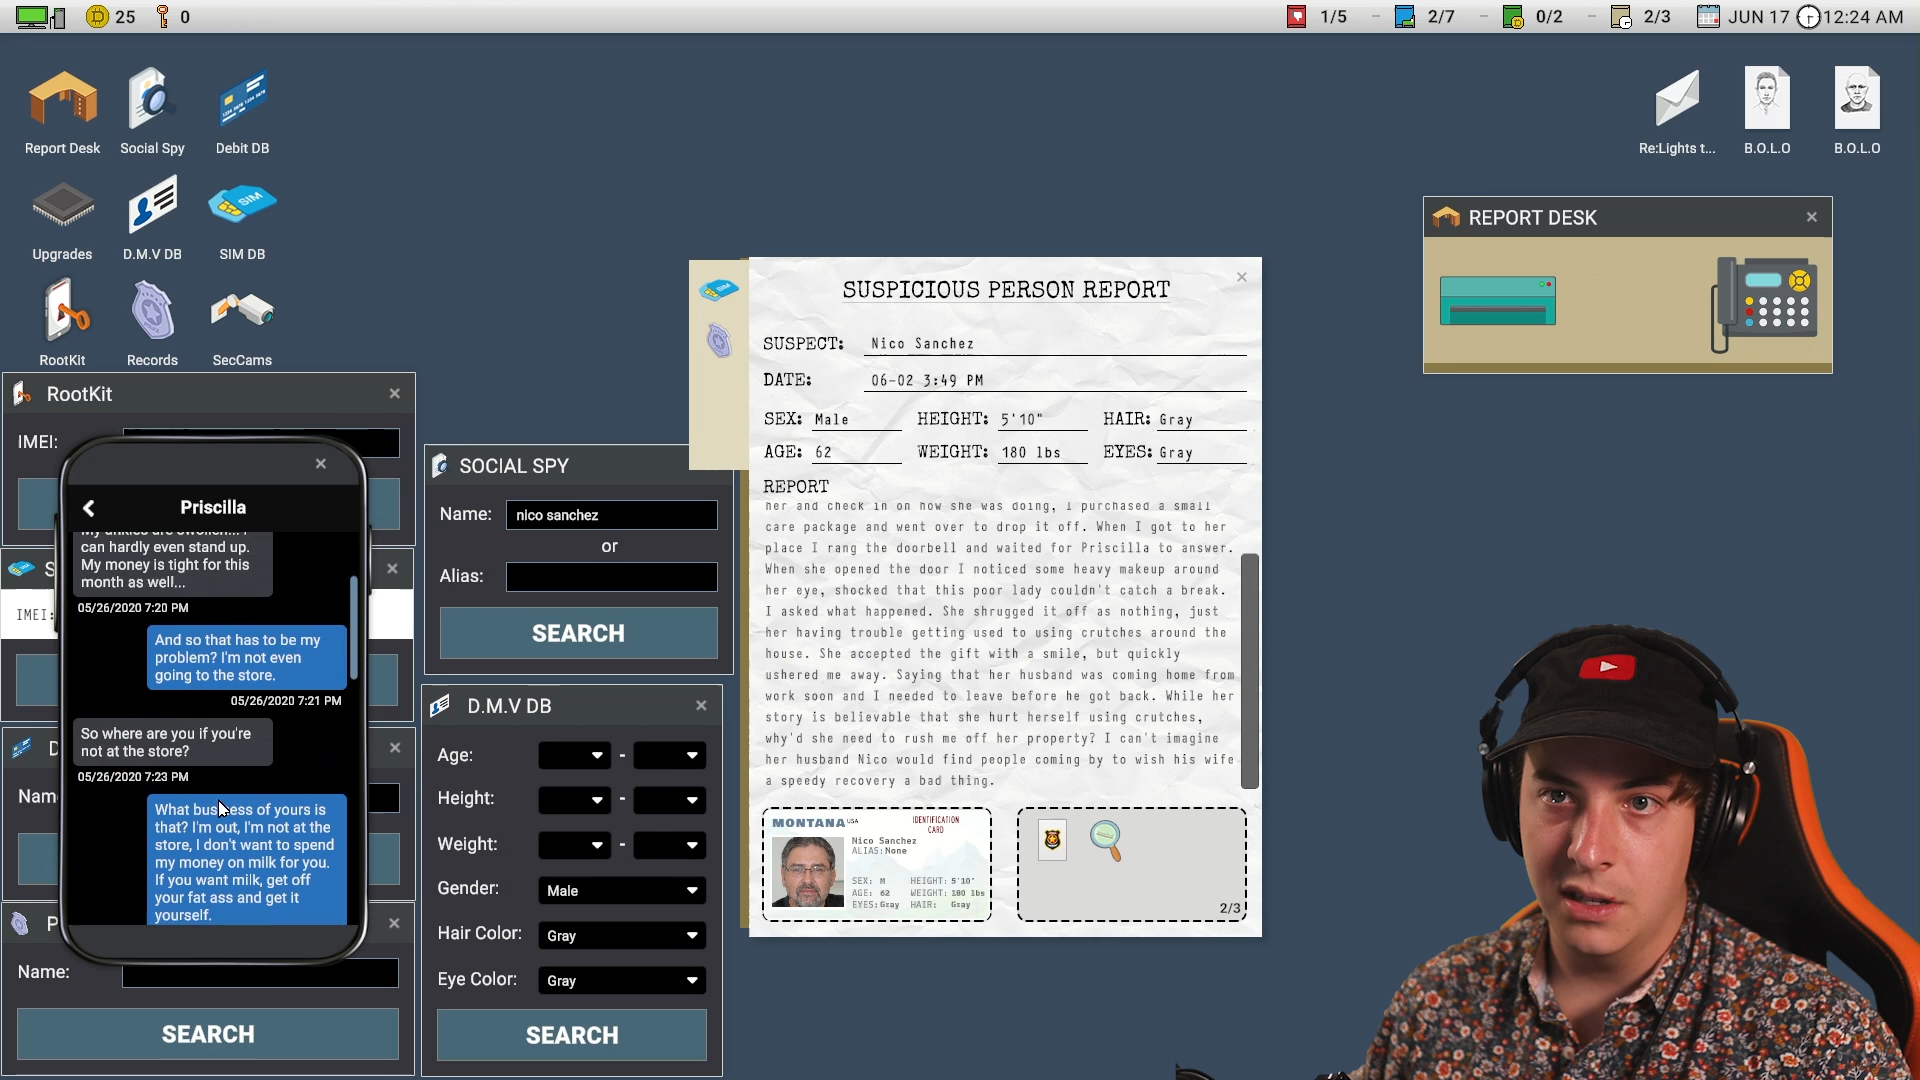 25
0
1/5
-
2/7
-
0/2
-
2/3
JUN 17
12:24 AM
Report Desk
Social Spy
Debit DB
Upgrades
D.M.V DB
SIM DB
SIM
RootKit
Records
SecCams
Re:Lights t...
B.O.L.O
B.O.L.O
REPORT DESK
×
RootKit
×
IMEI:
×
Priscilla
can hardly even stand up.
My money is tight for this
month as well...
05/26/2020 7:20 PM
And so that has to be my
problem? I'm not even
going to the store.
05/26/2020 7:21 PM
So where are you if you're
not at the store?
05/26/2020 7:23 PM
What business of yours is
that? I'm out, I'm not at the
store, I don't want to spend
my money on milk for you.
If you want milk, get off
your fat ass and get it
yourself.
S
×
IMEI:
D
×
Nam
P
×
Name:
SEARCH
SOCIAL SPY
Name: nico sanchez
or
Alias:
SEARCH
D.M.V DB
×
Age: -
Height: -
Weight: -
Gender: Male
Hair Color: Gray
Eye Color: Gray
SEARCH
SIM
×
SUSPICIOUS PERSON REPORT
SUSPECT: Nico Sanchez
DATE: 06-02 3:49 PM
SEX: Male HEIGHT: 5'10" HAIR: Gray
AGE: 62 WEIGHT: 180 lbs EYES: Gray
REPORT
her and check in on how she was doing, I purchased a small
care package and went over to drop it off. When I got to her
place I rang the doorbell and waited for Priscilla to answer.
When she opened the door I noticed some heavy makeup around
her eye, shocked that this poor lady couldn't catch a break.
I asked what happened. She shrugged it off as nothing, just
her having trouble getting used to using crutches around the
house. She accepted the gift with a smile, but quickly
ushered me away. Saying that her husband was coming home from
work soon and I needed to leave before he got back. While her
story is believable that she hurt herself using crutches,
why'd she need to rush me off her property? I can't imagine
her husband Nico would find people coming by to wish his wife
a speedy recovery a bad thing.
MONTANA USA
IDENTIFICATION
CARD
Nico Sanchez
ALIAS: None
SEX: M HEIGHT: 5'10"
AGE: 62 WEIGHT: 180 lbs
EYES: Gray HAIR: Gray
2/3